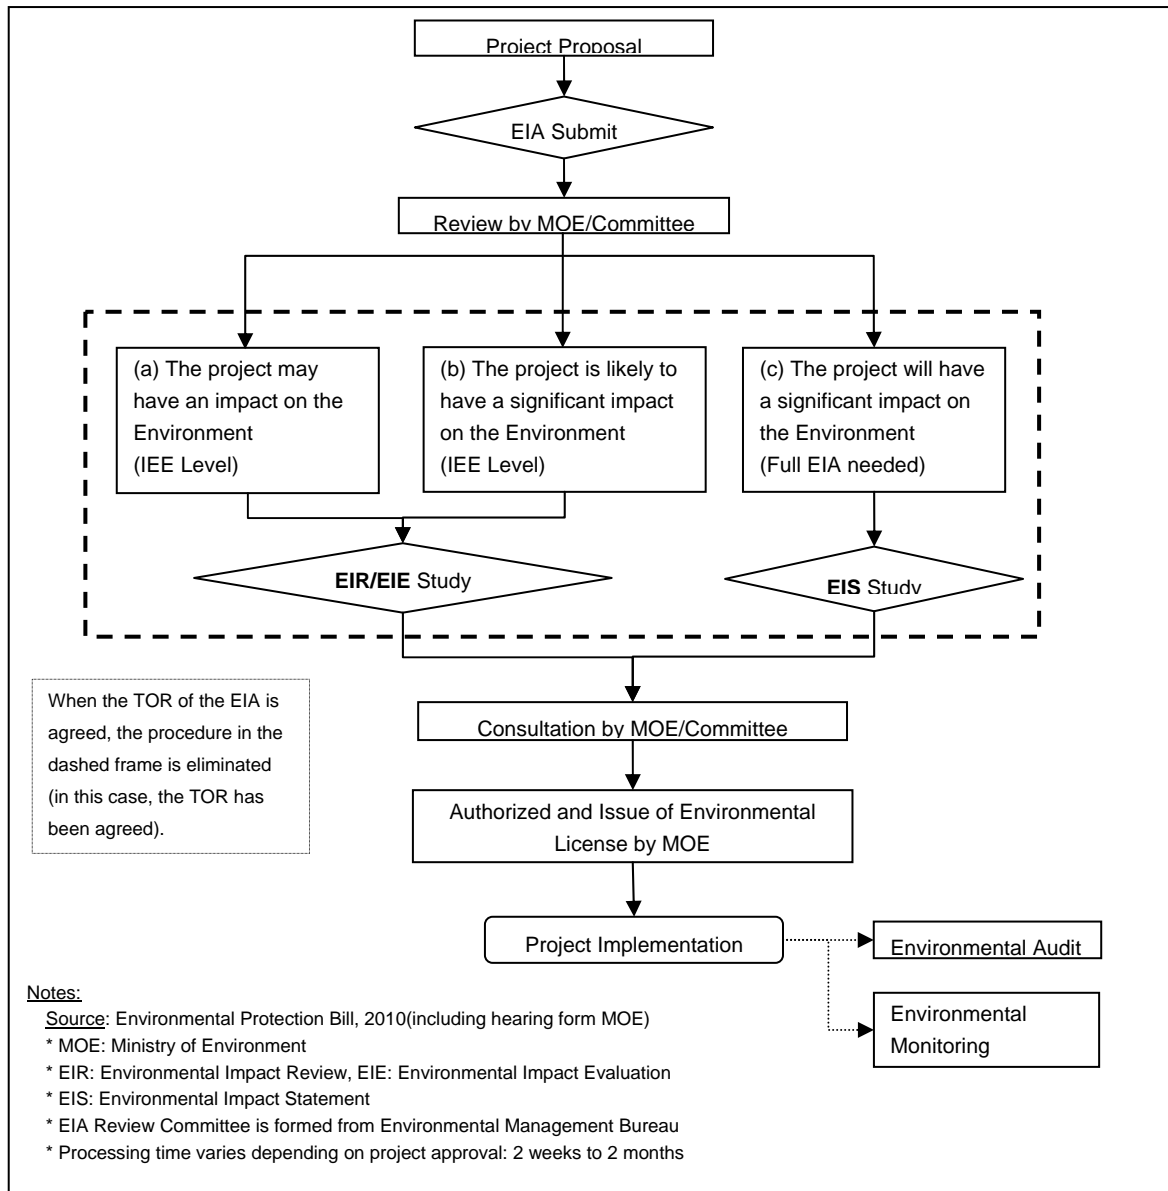 Project Proposal
EIA Submit
Review by MOE/Committee
(a) The project may
have an impact on the
Environment
(IEE Level)
(b) The project is likely to
have a significant impact
on the Environment
(IEE Level)
(c) The project will have
a significant impact on
the Environment
(Full EIA needed)
EIR/EIE Study
EIS Study
When the TOR of the EIA is
agreed, the procedure in the
dashed frame is eliminated
(in this case, the TOR has
been agreed).
Consultation by MOE/Committee
Authorized and Issue of Environmental
License by MOE
Project Implementation
Environmental Audit
Environmental
Monitoring
Notes:
Source: Environmental Protection Bill, 2010(including hearing form MOE)
* MOE: Ministry of Environment
* EIR: Environmental Impact Review, EIE: Environmental Impact Evaluation
* EIS: Environmental Impact Statement
* EIA Review Committee is formed from Environmental Management Bureau
* Processing time varies depending on project approval: 2 weeks to 2 months